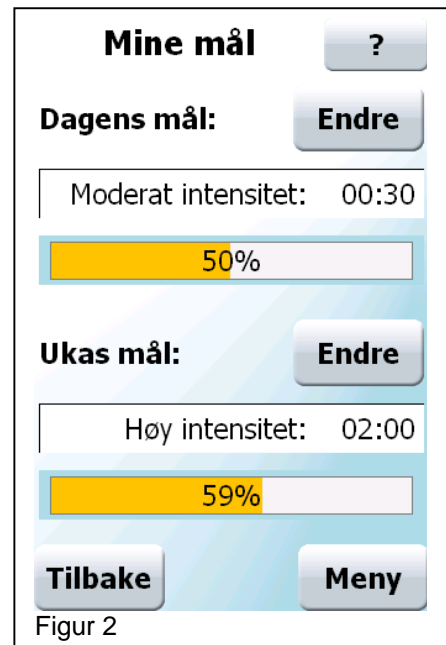 Mine mål ?
Dagens mål: Endre
Moderat intensitet: 00:30
50%
Ukas mål: Endre
Høy intensitet: 02:00
59%
Tilbake Meny
Figur 2